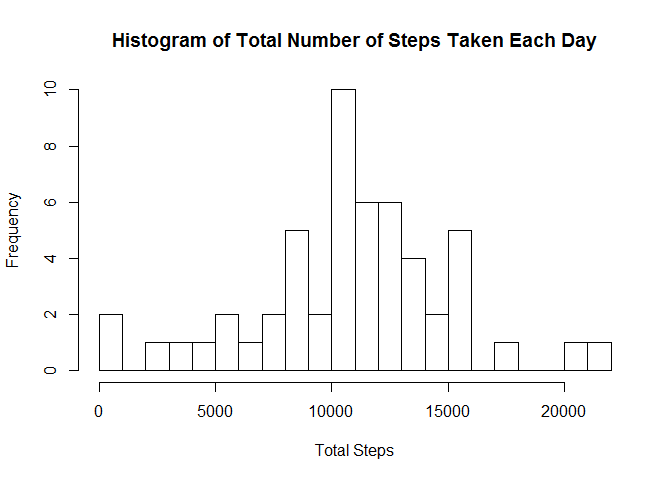 Histogram of Total Number of Steps Taken Each Day
Frequency
10
8
6
4
2
0
0 5000 10000 15000 20000
Total Steps